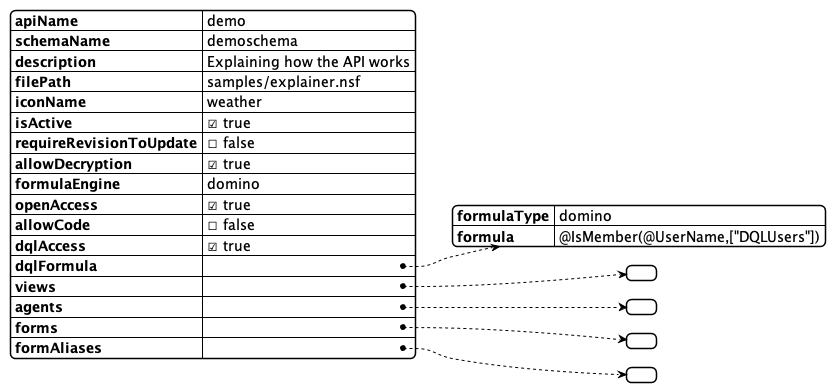 apiName demo
schemaName demoschema
description Explaining how the API works
filePath samples/explainer.nsf
iconName weather
isActive ☑ true
requireRevisionToUpdate ☐ false
allowDecryption ☑ true
formulaEngine domino
openAccess ☑ true
allowCode ☐ false
dqlAccess ☑ true
dqlFormula
views
agents
forms
formAliases
formulaType domino
formula @IsMember(@UserName,["DQLUsers"])